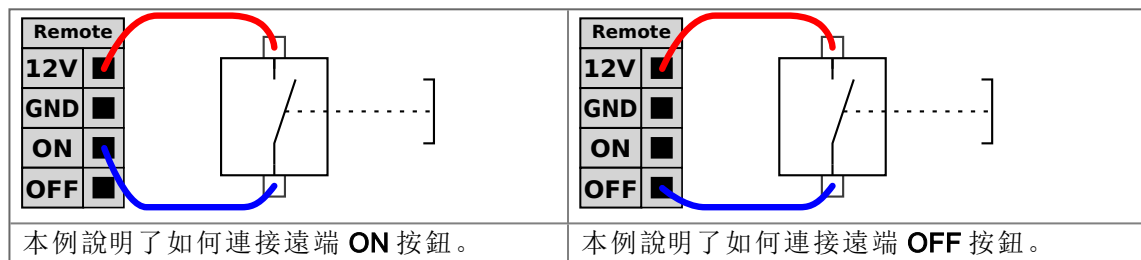 Remote
12V
GND
ON
OFF
本例說明了如何連接遠端 ON 按鈕。
Remote
12V
GND
ON
OFF
本例說明了如何連接遠端 OFF 按鈕。